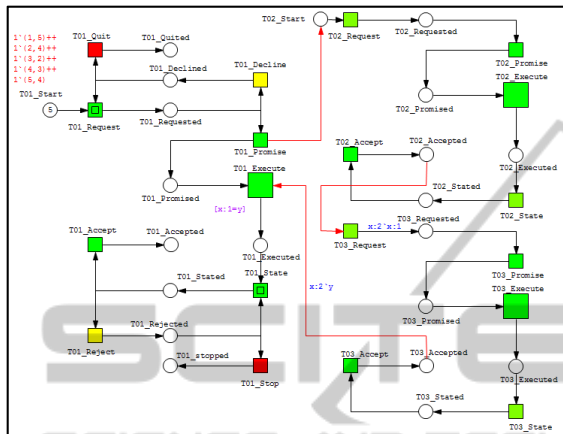 T02_Start
T02_Requested
T02_Request
T01_Quit
T01_Quited
1`(1,5)++
1`(2,4)++
1`(3,2)++
1`(4,3)++
1`(5,4)
T02_Promise
T01_Declined
T01_Decline
T02_Execute
T01_Start
5
T01_Requested
T02_Promised
T01_Request
T01_Promise
T02_Accept
T02_Accepted
T01_Execute
T02_Executed
T01_Promised
T02_Stated
[x:1=y]
T02_State
T03_Requested
x:2`x:1
T01_Accept
T01_Accepted
T03_Request
T01_Executed
T03_Promise
T01_State
T01_Stated
x:2`y
T03_Execute
T01_Rejected
T03_Promised
T01_Reject
T01_stopped
T03_Accept
T03_Accepted
T01_Stop
T03_Executed
T03_Stated
T03_State
SCITE